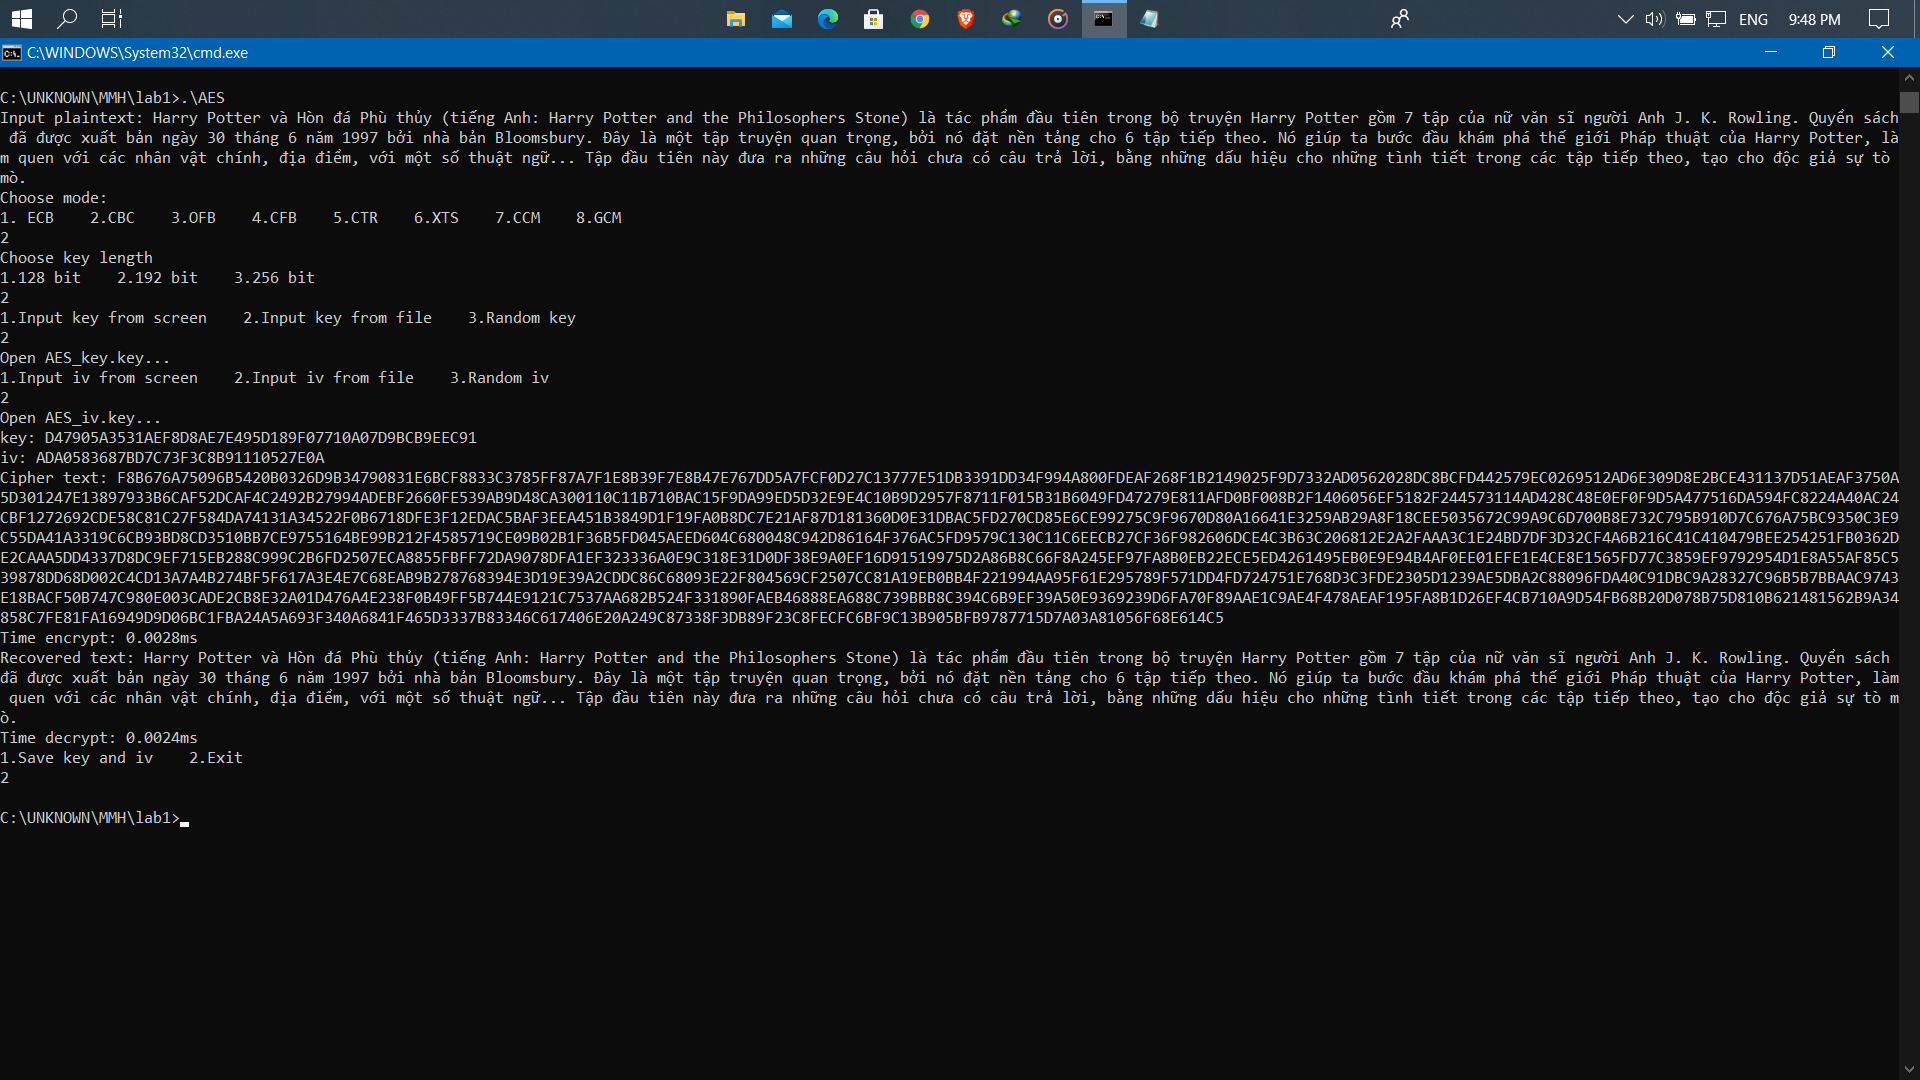 ENG 9:48 PM
C:\WINDOWS\System32\cmd.exe
C:\UNKNOWN\MMH\lab1>.\AES
Input plaintext: Harry Potter và Hòn đá Phù thủy (tiếng Anh: Harry Potter and the Philosophers Stone) là tác phẩm đầu tiên trong bộ truyện Harry Potter gồm 7 tập của nữ văn sĩ người Anh J. K. Rowling. Quyển sách
đã được xuất bản ngày 30 tháng 6 năm 1997 bởi nhà bản Bloomsbury. Đây là một tập truyện quan trọng, bởi nó đặt nền tảng cho 6 tập tiếp theo. Nó giúp ta bước đầu khám phá thế giới Pháp thuật của Harry Potter, là
m quen với các nhân vật chính, địa điểm, với một số thuật ngữ... Tập đầu tiên này đưa ra những câu hỏi chưa có câu trả lời, bằng những dấu hiệu cho những tình tiết trong các tập tiếp theo, tạo cho độc giả sự tò
mò.
Choose mode:
1. ECB    2.CBC    3.OFB    4.CFB    5.CTR    6.XTS    7.CCM    8.GCM
2
Choose key length
1.128 bit    2.192 bit    3.256 bit
2
1.Input key from screen    2.Input key from file    3.Random key
2
Open AES_key.key...
1.Input iv from screen    2.Input iv from file    3.Random iv
2
Open AES_iv.key...
key: D47905A3531AEF8D8AE7E495D189F07710A07D9BCB9EEC91
iv: ADA0583687BD7C73F3C8B91110527E0A
Cipher text: F8B676A75096B5420B0326D9B34790831E6BCF8833C3785FF87A7F1E8B39F7E8B47E767DD5A7FCF0D27C13777E51DB3391DD34F994A800FDEAF268F1B2149025F9D7332AD0562028DC8BCFD442579EC0269512AD6E309D8E2BCE431137D51AEAF3750A
5D301247E13897933B6CAF52DCAF4C2492B27994ADEBF2660FE539AB9D48CA300110C11B710BAC15F9DA99ED5D32E9E4C10B9D2957F8711F015B31B6049FD47279E811AFD0BF008B2F1406056EF5182F244573114AD428C48E0EF0F9D5A477516DA594FC8224A40AC24
CBF1272692CDE58C81C27F584DA74131A34522F0B6718DFE3F12EDAC5BAF3EEA451B3849D1F19FA0B8DC7E21AF87D181360D0E31DBAC5FD270CD85E6CE99275C9F9670D80A16641E3259AB29A8F18CEE5035672C99A9C6D700B8E732C795B910D7C676A75BC9350C3E9
C55DA41A3319C6CB93BD8CD3510BB7CE9755164BE99B212F4585719CE09B02B1F36B5FD045AEED604C680048C942D86164F376AC5FD9579C130C11C6EECB27CF36F982606DCE4C3B63C206812E2A2FAAA3C1E24BD7DF3D32CF4A6B216C41C410479BEE254251FB0362D
E2CAAA5DD4337D8DC9EF715EB288C999C2B6FD2507ECA8855FBFF72DA9078DFA1EF323336A0E9C318E31D0DF38E9A0EF16D91519975D2A86B8C66F8A245EF97FA8B0EB22ECE5ED4261495EB0E9E94B4AF0EE01EFE1E4CE8E1565FD77C3859EF9792954D1E8A55AF85C5
39878DD68D002C4CD13A7A4B274BF5F617A3E4E7C68EAB9B278768394E3D19E39A2CDDC86C68093E22F804569CF2507CC81A19EB0BB4F221994AA95F61E295789F571DD4FD724751E768D3C3FDE2305D1239AE5DBA2C88096FDA40C91DBC9A28327C96B5B7BBAAC9743
E18BACF50B747C980E003CADE2CB8E32A01D476A4E238F0B49FF5B744E9121C7537AA682B524F331890FAEB46888EA688C739BBB8C394C6B9EF39A50E9369239D6FA70F89AAE1C9AE4F478AEAF195FA8B1D26EF4CB710A9D54FB68B20D078B75D810B621481562B9A34
858C7FE81FA16949D9D06BC1FBA24A5A693F340A6841F465D3337B83346C617406E20A249C87338F3DB89F23C8FECFC6BF9C13B905BFB9787715D7A03A81056F68E614C5
Time encrypt: 0.0028ms
Recovered text: Harry Potter và Hòn đá Phù thủy (tiếng Anh: Harry Potter and the Philosophers Stone) là tác phẩm đầu tiên trong bộ truyện Harry Potter gồm 7 tập của nữ văn sĩ người Anh J. K. Rowling. Quyển sách
đã được xuất bản ngày 30 tháng 6 năm 1997 bởi nhà bản Bloomsbury. Đây là một tập truyện quan trọng, bởi nó đặt nền tảng cho 6 tập tiếp theo. Nó giúp ta bước đầu khám phá thế giới Pháp thuật của Harry Potter, làm
quen với các nhân vật chính, địa điểm, với một số thuật ngữ... Tập đầu tiên này đưa ra những câu hỏi chưa có câu trả lời, bằng những dấu hiệu cho những tình tiết trong các tập tiếp theo, tạo cho độc giả sự tò m
ò.
Time decrypt: 0.0024ms
1.Save key and iv    2.Exit
2
C:\UNKNOWN\MMH\lab1>